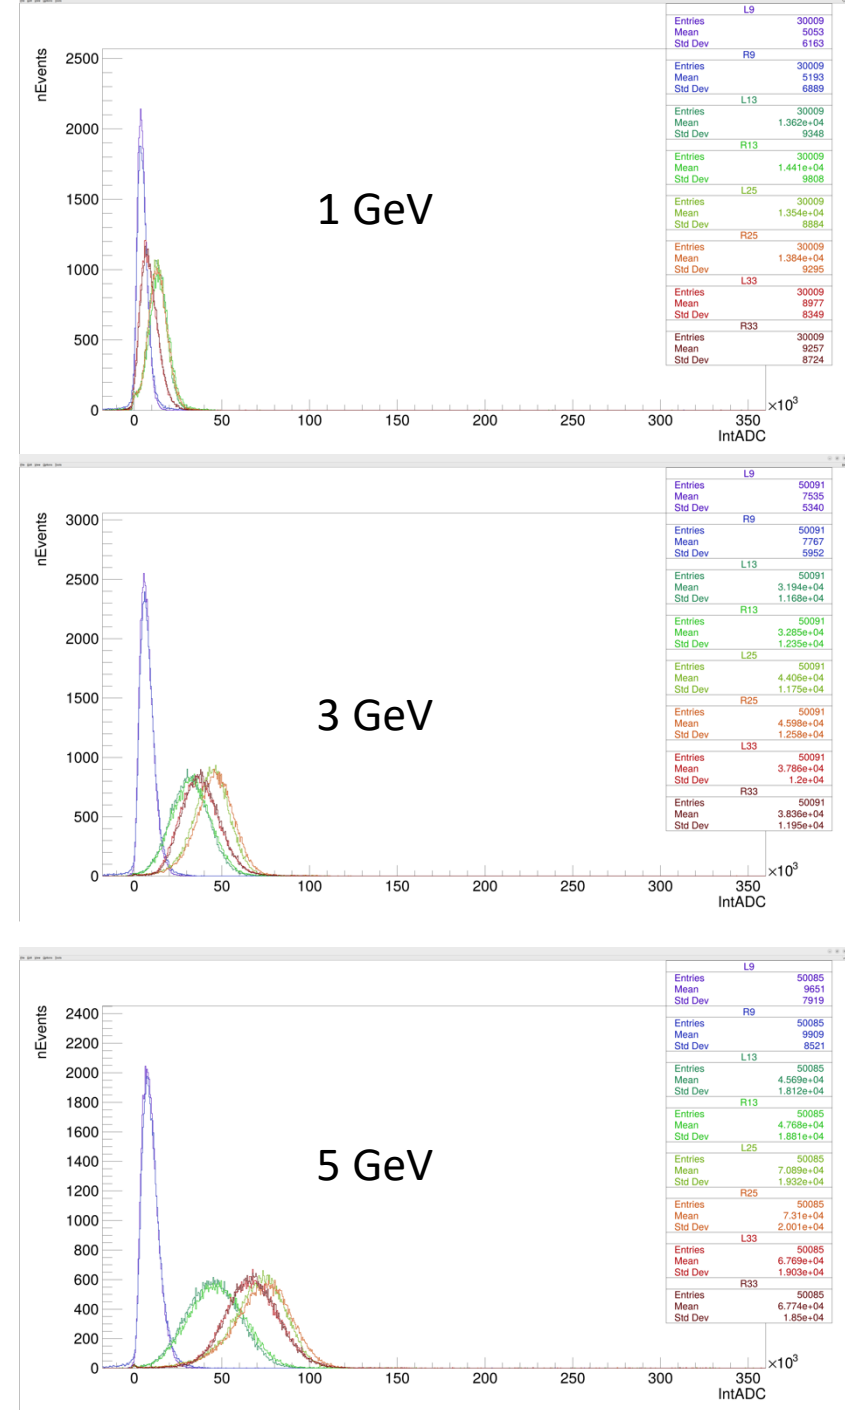 L9
Entries 30009
Mean 5053
Std Dev 6163
R9
Entries 30009
Mean 5193
Std Dev 6889
L13
Entries 30009
Mean 1.362e+04
Std Dev 9348
R13
Entries 30009
Mean 1.441e+04
Std Dev 9808
L25
Entries 30009
Mean 1.354e+04
Std Dev 8884
R25
Entries 30009
Mean 1.384e+04
Std Dev 9295
L33
Entries 30009
Mean 8977
Std Dev 8349
R33
Entries 30009
Mean 9257
Std Dev 8724
nEvents
2500
2000
1500
1000
500
0
1 GeV
0 50 100 150 200 250 300 350 ×10³
IntADC
L9
Entries 50091
Mean 7535
Std Dev 5340
R9
Entries 50091
Mean 7767
Std Dev 5952
L13
Entries 50091
Mean 3.194e+04
Std Dev 1.168e+04
R13
Entries 50091
Mean 3.285e+04
Std Dev 1.235e+04
L25
Entries 50091
Mean 4.406e+04
Std Dev 1.175e+04
R25
Entries 50091
Mean 4.598e+04
Std Dev 1.258e+04
L33
Entries 50091
Mean 3.786e+04
Std Dev 1.2e+04
R33
Entries 50091
Mean 3.836e+04
Std Dev 1.195e+04
nEvents
3000
2500
2000
1500
1000
500
0
3 GeV
0 50 100 150 200 250 300 350 ×10³
IntADC
L9
Entries 50085
Mean 9651
Std Dev 7919
R9
Entries 50085
Mean 9909
Std Dev 8521
L13
Entries 50085
Mean 4.569e+04
Std Dev 1.812e+04
R13
Entries 50085
Mean 4.768e+04
Std Dev 1.881e+04
L25
Entries 50085
Mean 7.089e+04
Std Dev 1.932e+04
R25
Entries 50085
Mean 7.31e+04
Std Dev 2.001e+04
L33
Entries 50085
Mean 6.769e+04
Std Dev 1.903e+04
R33
Entries 50085
Mean 6.774e+04
Std Dev 1.85e+04
nEvents
2400
2200
2000
1800
1600
1400
1200
1000
800
600
400
200
0
5 GeV
0 50 100 150 200 250 300 350 ×10³
IntADC